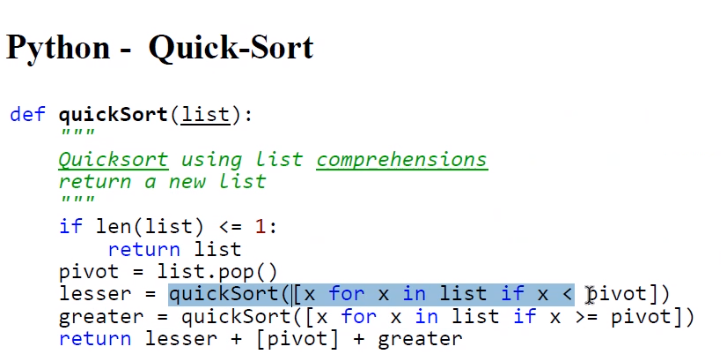 Python - Quick-Sort
def quickSort(list):
"""
Quicksort using list comprehensions
return a new list
"""
if len(list) <= 1:
return list
pivot = list.pop()
lesser = quickSort([x for x in list if x < pivot])
greater = quickSort([x for x in list if x >= pivot])
return lesser + [pivot] + greater